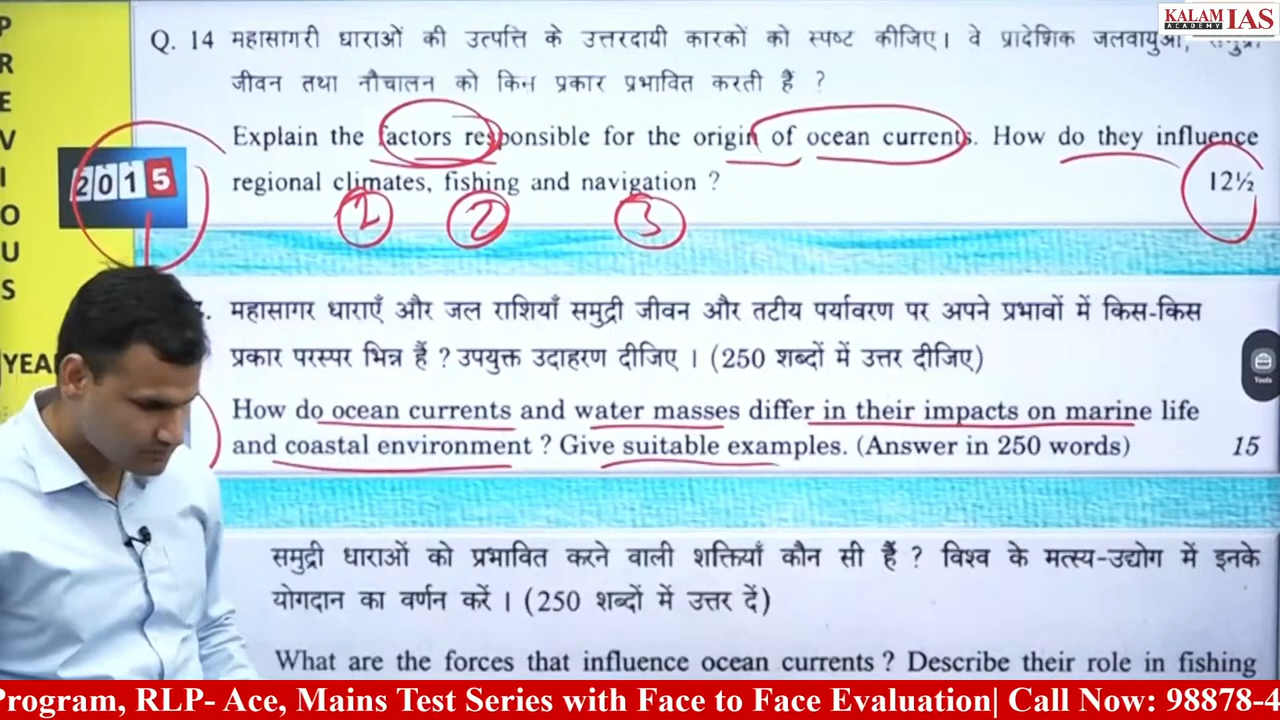 KALAM IAS
ACADEMY
P
R
E
V
I
O
U
S
YEA
2015
Q. 14 महासागरी धाराओं की उत्पत्ति के उत्तरदायी कारकों को स्पष्ट कीजिए। वे प्रादेशिक जलवायुओं,
जीवन तथा नौचालन को किन प्रकार प्रभावित करती हैं ?
Explain the factors responsible for the origin of ocean currents. How do they influence
regional climates, fishing and navigation ? 12½
2 3
महासागर धाराएँ और जल राशियाँ समुद्री जीवन और तटीय पर्यावरण पर अपने प्रभावों में किस-किस
प्रकार परस्पर भिन्न हैं ? उपयुक्त उदाहरण दीजिए । (250 शब्दों में उत्तर दीजिए)
Tools
How do ocean currents and water masses differ in their impacts on marine life
and coastal environment ? Give suitable examples. (Answer in 250 words) 15
समुद्री धाराओं को प्रभावित करने वाली शक्तियाँ कौन सी हैं ? विश्व के मत्स्य-उद्योग में इनके
योगदान का वर्णन करें । (250 शब्दों में उत्तर दें)
What are the forces that influence ocean currents ? Describe their role in fishing
Program, RLP- Ace, Mains Test Series with Face to Face Evaluation| Call Now: 98878-4